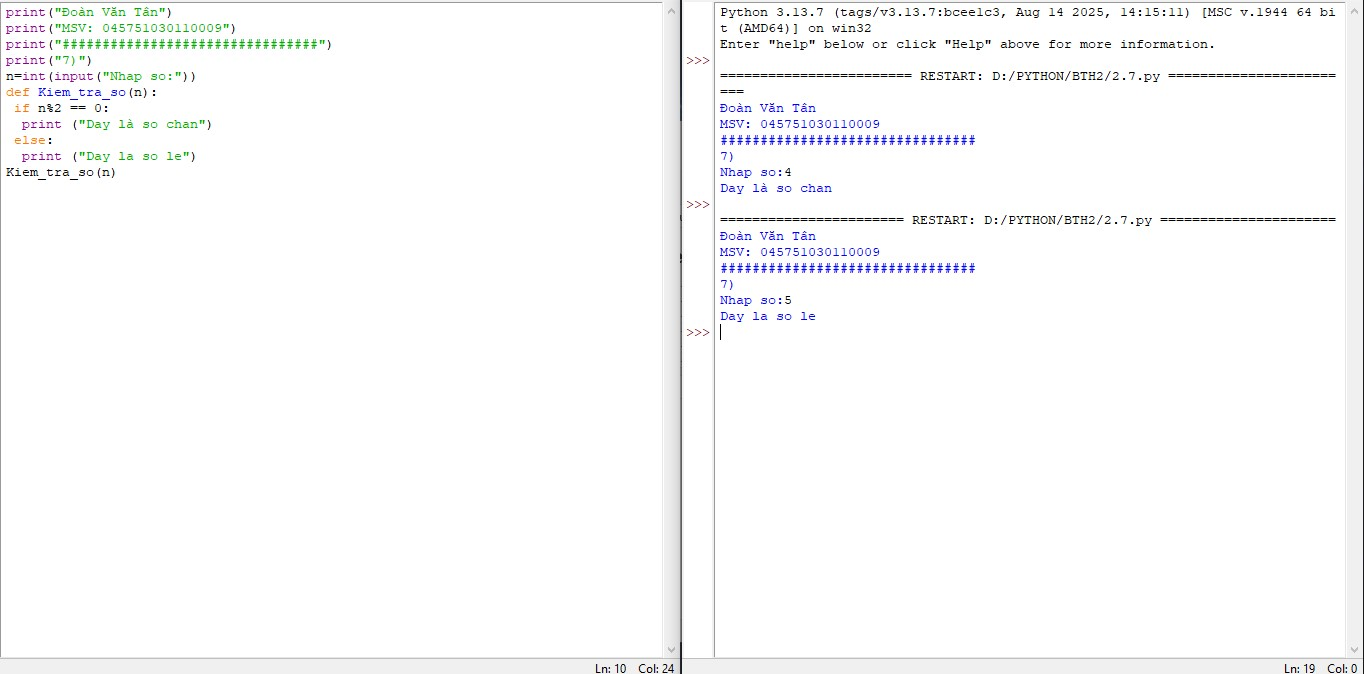 print("Đoàn Văn Tân")
print("MSV: 045751030110009")
print("################################")
print("7)")
n=int(input("Nhap so:"))
def Kiem_tra_so(n):
 if n%2 == 0:
  print ("Day là so chan")
 else:
  print ("Day la so le")
Kiem_tra_so(n)
Ln: 10 Col: 24
Python 3.13.7 (tags/v3.13.7:bcee1c3, Aug 14 2025, 14:15:11) [MSC v.1944 64 bi
t (AMD64)] on win32
Enter "help" below or click "Help" above for more information.
>>>
======================== RESTART: D:/PYTHON/BTH2/2.7.py =====================
===
Đoàn Văn Tân
MSV: 045751030110009
################################
7)
Nhap so:4
Day là so chan
>>>
======================= RESTART: D:/PYTHON/BTH2/2.7.py ======================
Đoàn Văn Tân
MSV: 045751030110009
################################
7)
Nhap so:5
Day la so le
>>>
Ln: 19 Col: 0